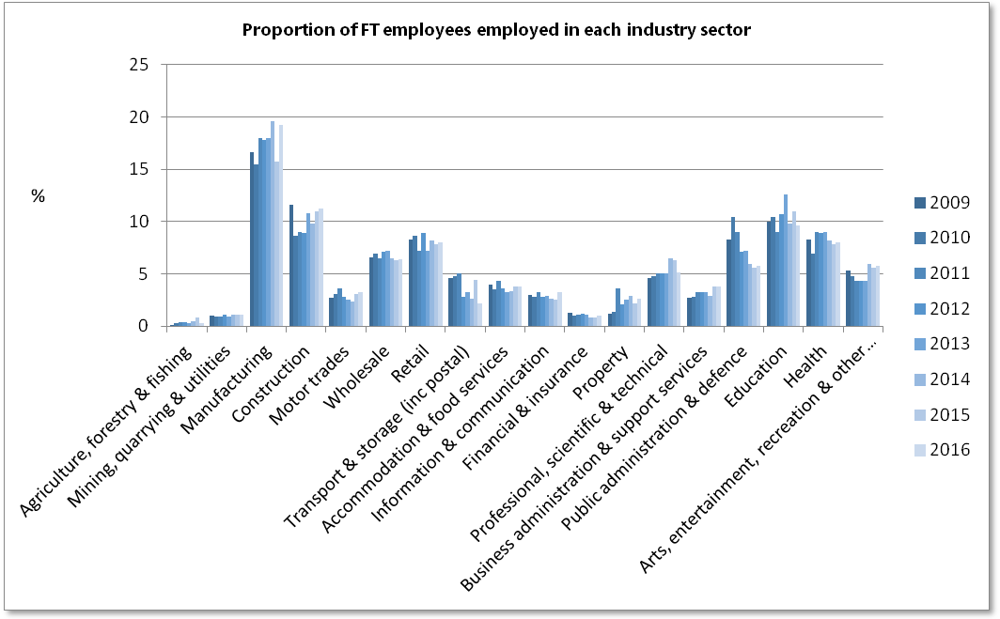 Proportion of FT employees employed in each industry sector
25
20
15
10
5
0
%
Agriculture, forestry & fishing
Mining, quarrying & utilities
Manufacturing
Construction
Motor trades
Wholesale
Retail
Transport & storage (inc postal)
Accommodation & food services
Information & communication
Financial & insurance
Property
Professional, scientific & technical
Business administration & support services
Public administration & defence
Education
Health
Arts, entertainment, recreation & other...
2009
2010
2011
2012
2013
2014
2015
2016